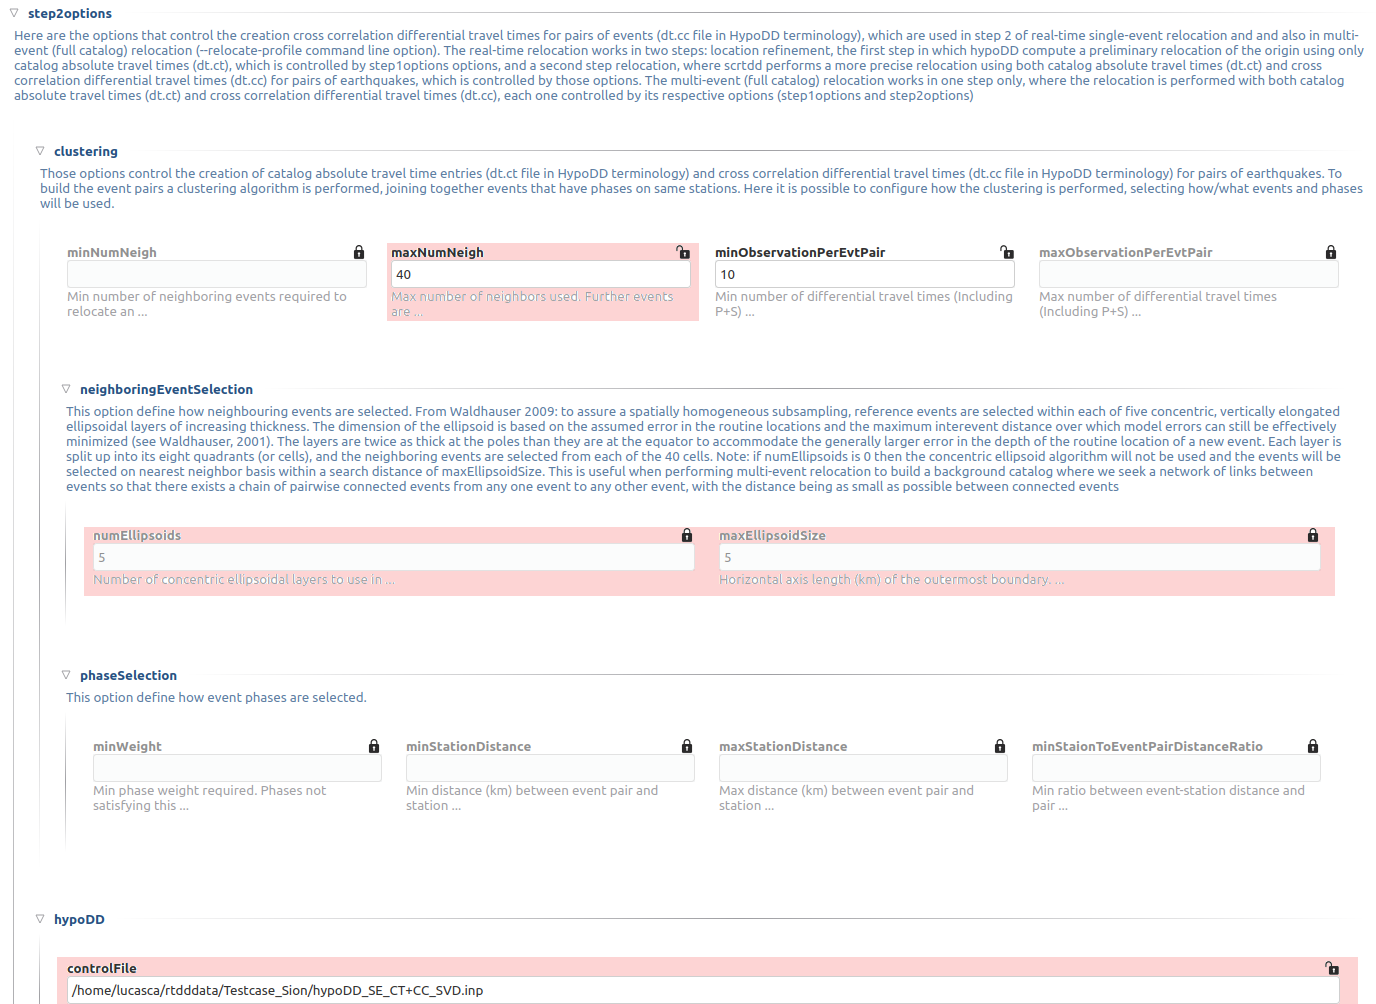 step2options
Here are the options that control the creation cross correlation differential travel times for pairs of events (dt.cc file in HypoDD terminology), which are used in step 2 of real-time single-event relocation and and also in multi-
event (full catalog) relocation (--relocate-profile command line option). The real-time relocation works in two steps: location refinement, the first step in which hypoDD compute a preliminary relocation of the origin using only
catalog absolute travel times (dt.ct), which is controlled by step1options options, and a second step relocation, where scrtdd performs a more precise relocation using both catalog absolute travel times (dt.ct) and cross
correlation differential travel times (dt.cc) for pairs of earthquakes, which is controlled by those options. The multi-event (full catalog) relocation works in one step only, where the relocation is performed with both catalog
absolute travel times (dt.ct) and cross correlation differential travel times (dt.cc), each one controlled by its respective options (step1options and step2options)
clustering
Those options control the creation of catalog absolute travel time entries (dt.ct file in HypoDD terminology) and cross correlation differential travel times (dt.cc file in HypoDD terminology) for pairs of earthquakes. To
build the event pairs a clustering algorithm is performed, joining together events that have phases on same stations. Here it is possible to configure how the clustering is performed, selecting how/what events and phases
will be used.
minNumNeigh
Min number of neighboring events required to
relocate an ...
maxNumNeigh
40
Max number of neighbors used. Further events
are ...
minObservationPerEvtPair
10
Min number of differential travel times (Including
P+S) ...
maxObservationPerEvtPair
Max number of differential travel times
(Including P+S) ...
neighboringEventSelection
This option define how neighbouring events are selected. From Waldhauser 2009: to assure a spatially homogeneous subsampling, reference events are selected within each of five concentric, vertically elongated
ellipsoidal layers of increasing thickness. The dimension of the ellipsoid is based on the assumed error in the routine locations and the maximum interevent distance over which model errors can still be effectively
minimized (see Waldhauser, 2001). The layers are twice as thick at the poles than they are at the equator to accommodate the generally larger error in the depth of the routine location of a new event. Each layer is
split up into its eight quadrants (or cells), and the neighboring events are selected from each of the 40 cells. Note: if numEllipsoids is 0 then the concentric ellipsoid algorithm will not be used and the events will be
selected on nearest neighbor basis within a search distance of maxEllipsoidSize. This is useful when performing multi-event relocation to build a background catalog where we seek a network of links between
events so that there exists a chain of pairwise connected events from any one event to any other event, with the distance being as small as possible between connected events
numEllipsoids
5
Number of concentric ellipsoidal layers to use in ...
maxEllipsoidSize
5
Horizontal axis length (km) of the outermost boundary. ...
phaseSelection
This option define how event phases are selected.
minWeight
Min phase weight required. Phases not
satisfying this ...
minStationDistance
Min distance (km) between event pair and
station ...
maxStationDistance
Max distance (km) between event pair and
station ...
minStaionToEventPairDistanceRatio
Min ratio between event-station distance and
pair ...
hypoDD
controlFile
/home/lucasca/rtdddata/Testcase_Sion/hypoDD_SE_CT+CC_SVD.inp